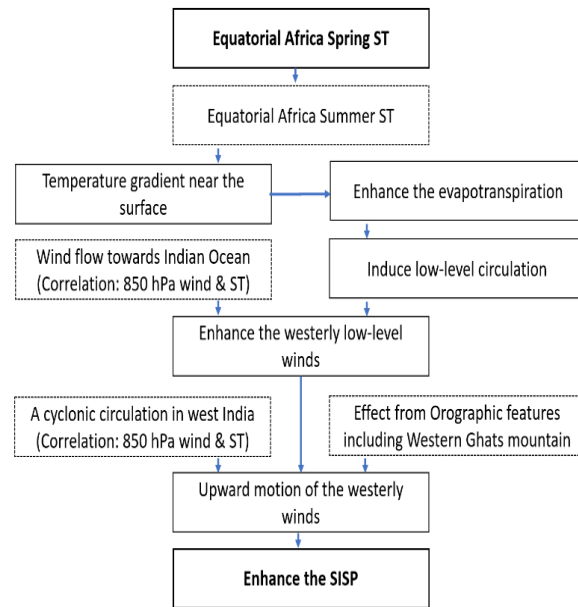 Equatorial Africa Spring ST
Equatorial Africa Summer ST
Temperature gradient near the
surface
Enhance the evapotranspiration
Wind flow towards Indian Ocean
(Correlation: 850 hPa wind & ST)
Induce low-level circulation
Enhance the westerly low-level
winds
A cyclonic circulation in west India
(Correlation: 850 hPa wind & ST)
Effect from Orographic features
including Western Ghats mountain
Upward motion of the westerly
winds
Enhance the SISP